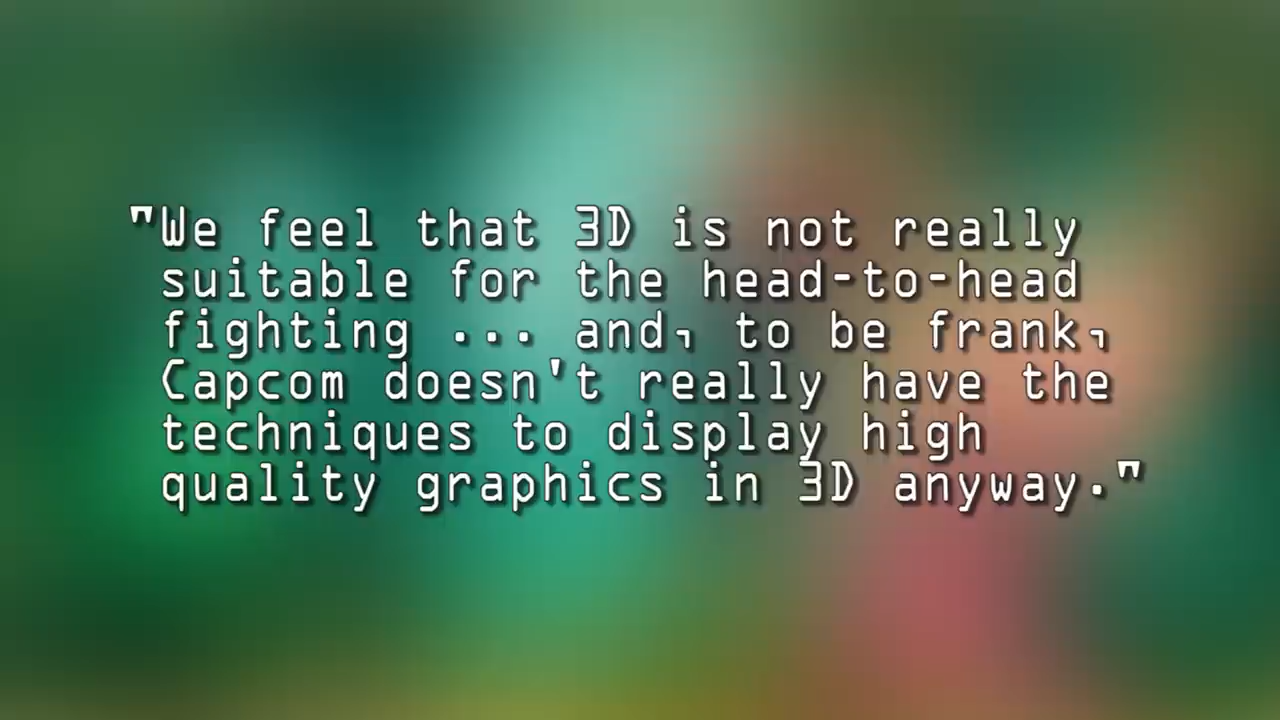 "We feel that 3D is not really
suitable for the head-to-head
fighting ... and, to be frank,
Capcom doesn't really have the
techniques to display high
quality graphics in 3D anyway."